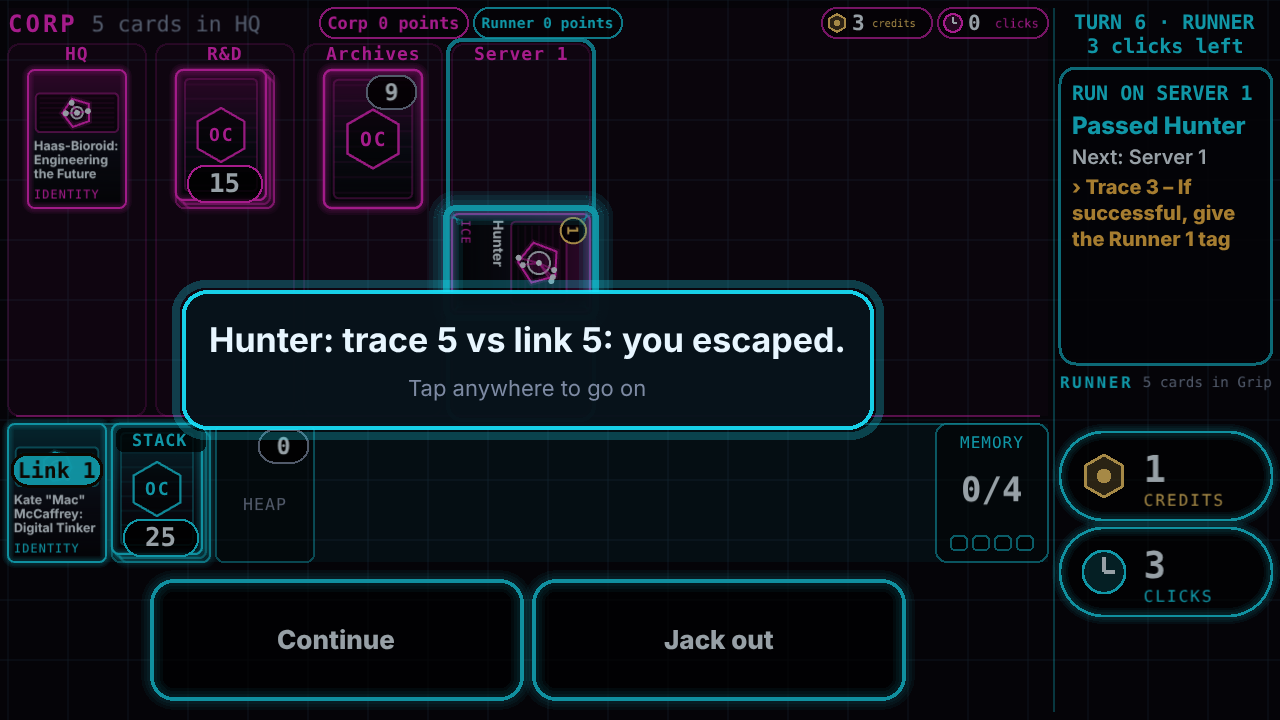 CORP 5 cards in HQ
Corp 0 points
Runner 0 points
3 credits
0 clicks
TURN 6 · RUNNER
3 clicks left
HQ
R&D
Archives
Server 1
Haas-Bioroid:
Engineering
the Future
IDENTITY
OC
15
9
OC
ICE
Hunter
1
RUN ON SERVER 1
Passed Hunter
Next: Server 1
› Trace 3 – If
successful, give
the Runner 1 tag
Hunter: trace 5 vs link 5: you escaped.
Tap anywhere to go on
RUNNER 5 cards in Grip
Link 1
Kate "Mac"
McCaffrey:
Digital Tinker
IDENTITY
STACK
OC
25
0
HEAP
MEMORY
0/4
1
CREDITS
3
CLICKS
Continue
Jack out